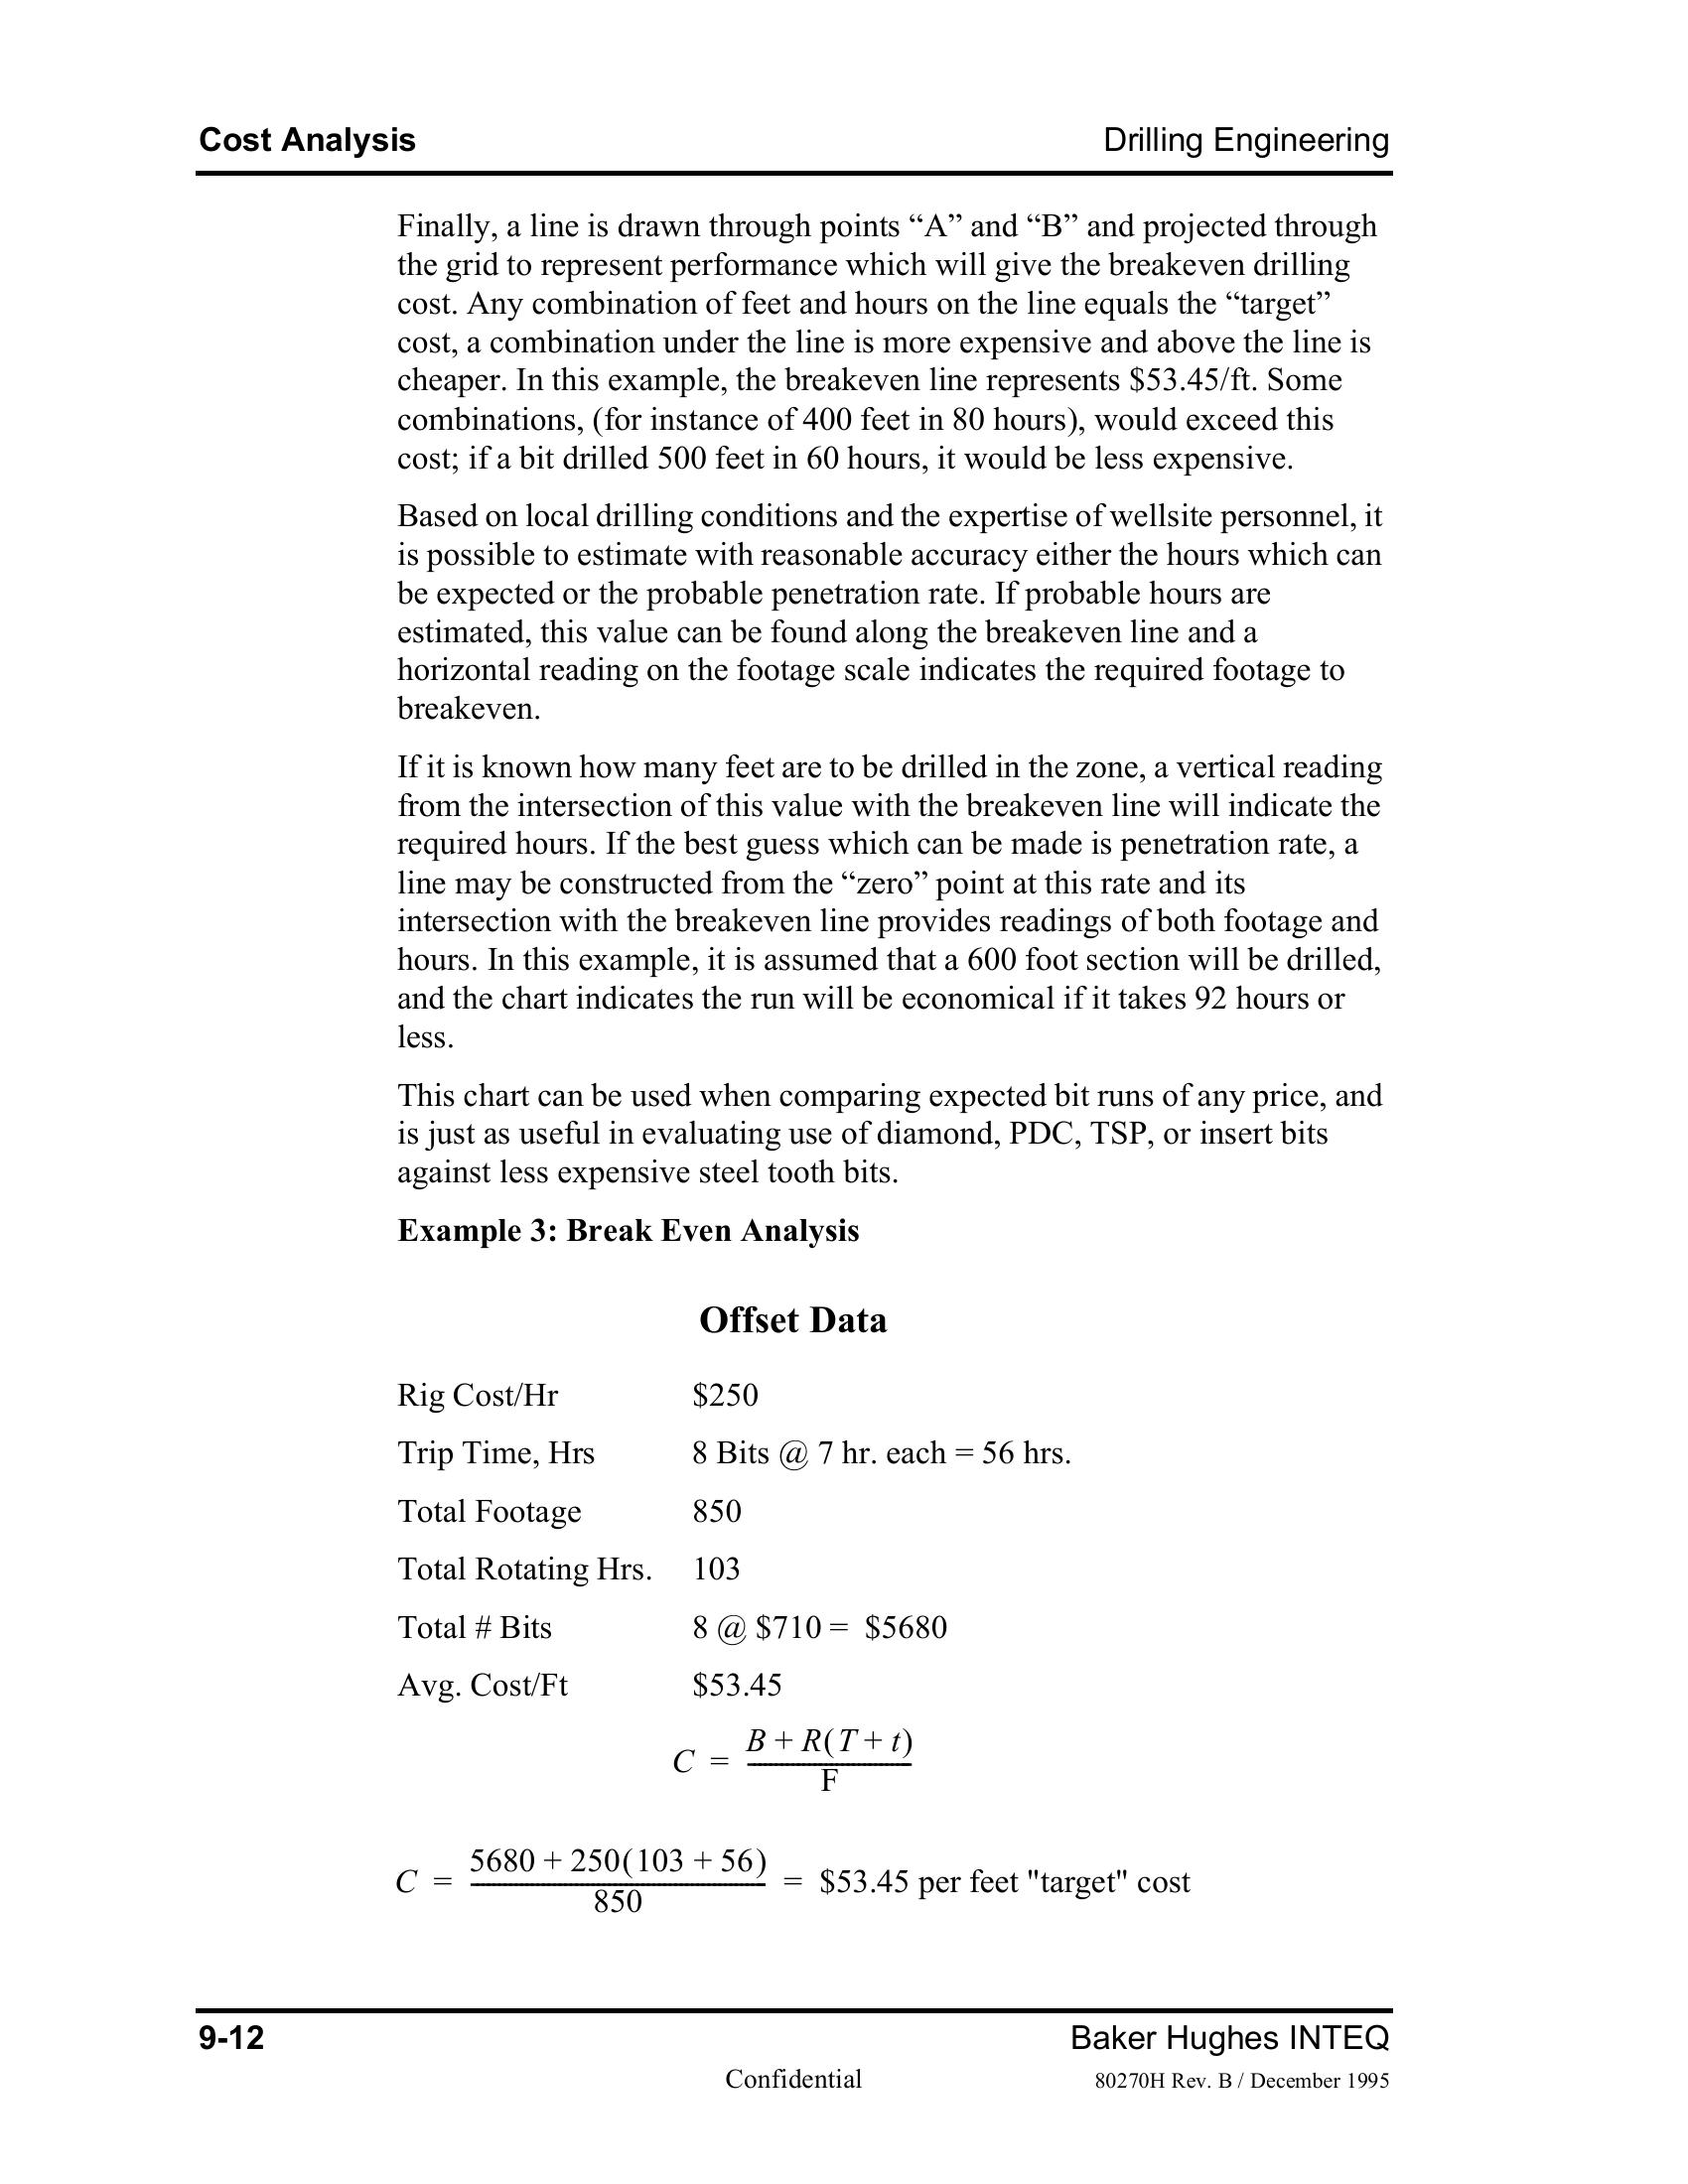 Cost Analysis Drilling Engineering
Finally, a line is drawn through points “A” and “B” and projected through
the grid to represent performance which will give the breakeven drilling
cost. Any combination of feet and hours on the line equals the “target”
cost, a combination under the line is more expensive and above the line is
cheaper. In this example, the breakeven line represents $53.45/ft. Some
combinations, (for instance of 400 feet in 80 hours), would exceed this
cost; if a bit drilled 500 feet in 60 hours, it would be less expensive.
Based on local drilling conditions and the expertise of wellsite personnel, it
is possible to estimate with reasonable accuracy either the hours which can
be expected or the probable penetration rate. If probable hours are
estimated, this value can be found along the breakeven line and a
horizontal reading on the footage scale indicates the required footage to
breakeven.
If it is known how many feet are to be drilled in the zone, a vertical reading
from the intersection of this value with the breakeven line will indicate the
required hours. If the best guess which can be made is penetration rate, a
line may be constructed from the “zero” point at this rate and its
intersection with the breakeven line provides readings of both footage and
hours. In this example, it is assumed that a 600 foot section will be drilled,
and the chart indicates the run will be economical if it takes 92 hours or
less.
This chart can be used when comparing expected bit runs of any price, and
is just as useful in evaluating use of diamond, PDC, TSP, or insert bits
against less expensive steel tooth bits.
Example 3: Break Even Analysis
Offset Data
Rig Cost/Hr $250
Trip Time, Hrs 8 Bits @ 7 hr. each = 56 hrs.
Total Footage 850
Total Rotating Hrs. 103
Total # Bits 8 @ $710 = $5680
Avg. Cost/Ft $53.45
B + R(T + t)
C =
F
5680 + 250(103 + 56)
C = = $53.45 per feet "target" cost
850
9-12 Baker Hughes INTEQ
Confidential 80270H Rev. B / December 1995